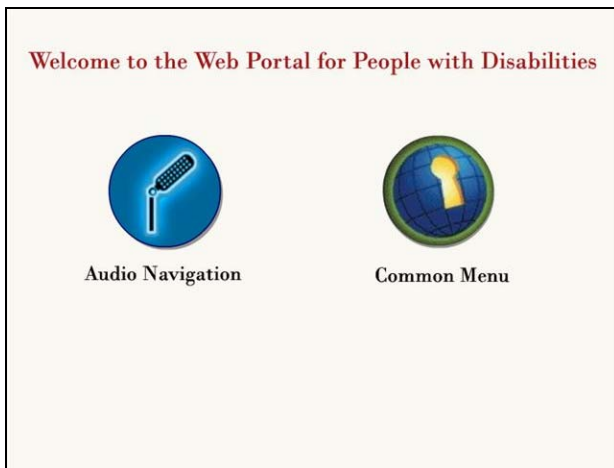 Welcome to the Web Portal for People with Disabilities
Audio Navigation
Common Menu